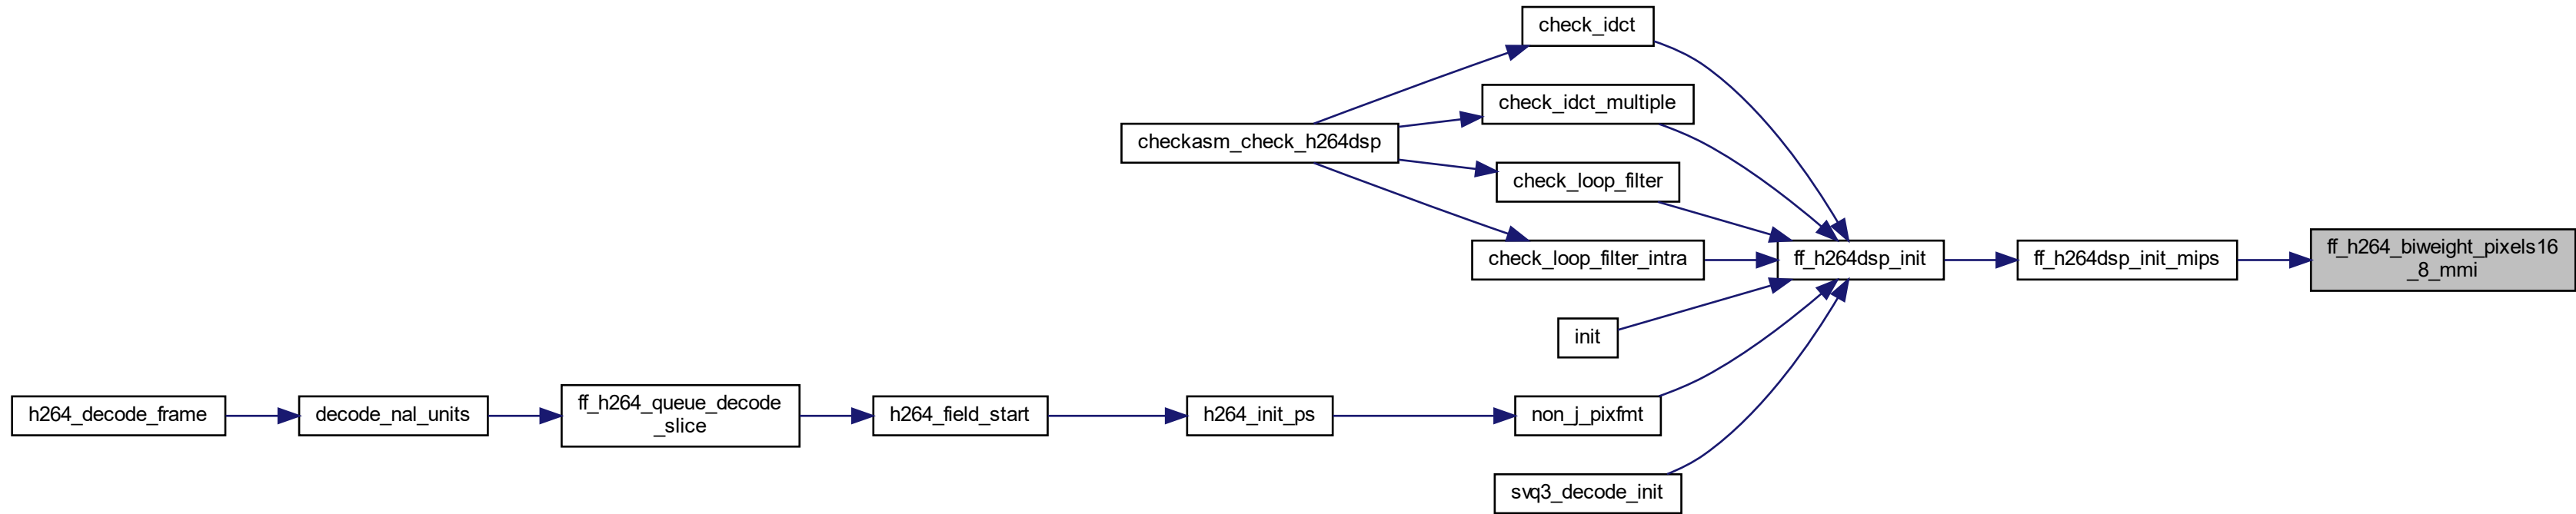 check_idct
check_idct_multiple
checkasm_check_h264dsp
check_loop_filter
ff_h264_biweight_pixels16
_8_mmi
check_loop_filter_intra
ff_h264dsp_init
ff_h264dsp_init_mips
init
h264_decode_frame
decode_nal_units
ff_h264_queue_decode
_slice
h264_field_start
h264_init_ps
non_j_pixfmt
svq3_decode_init